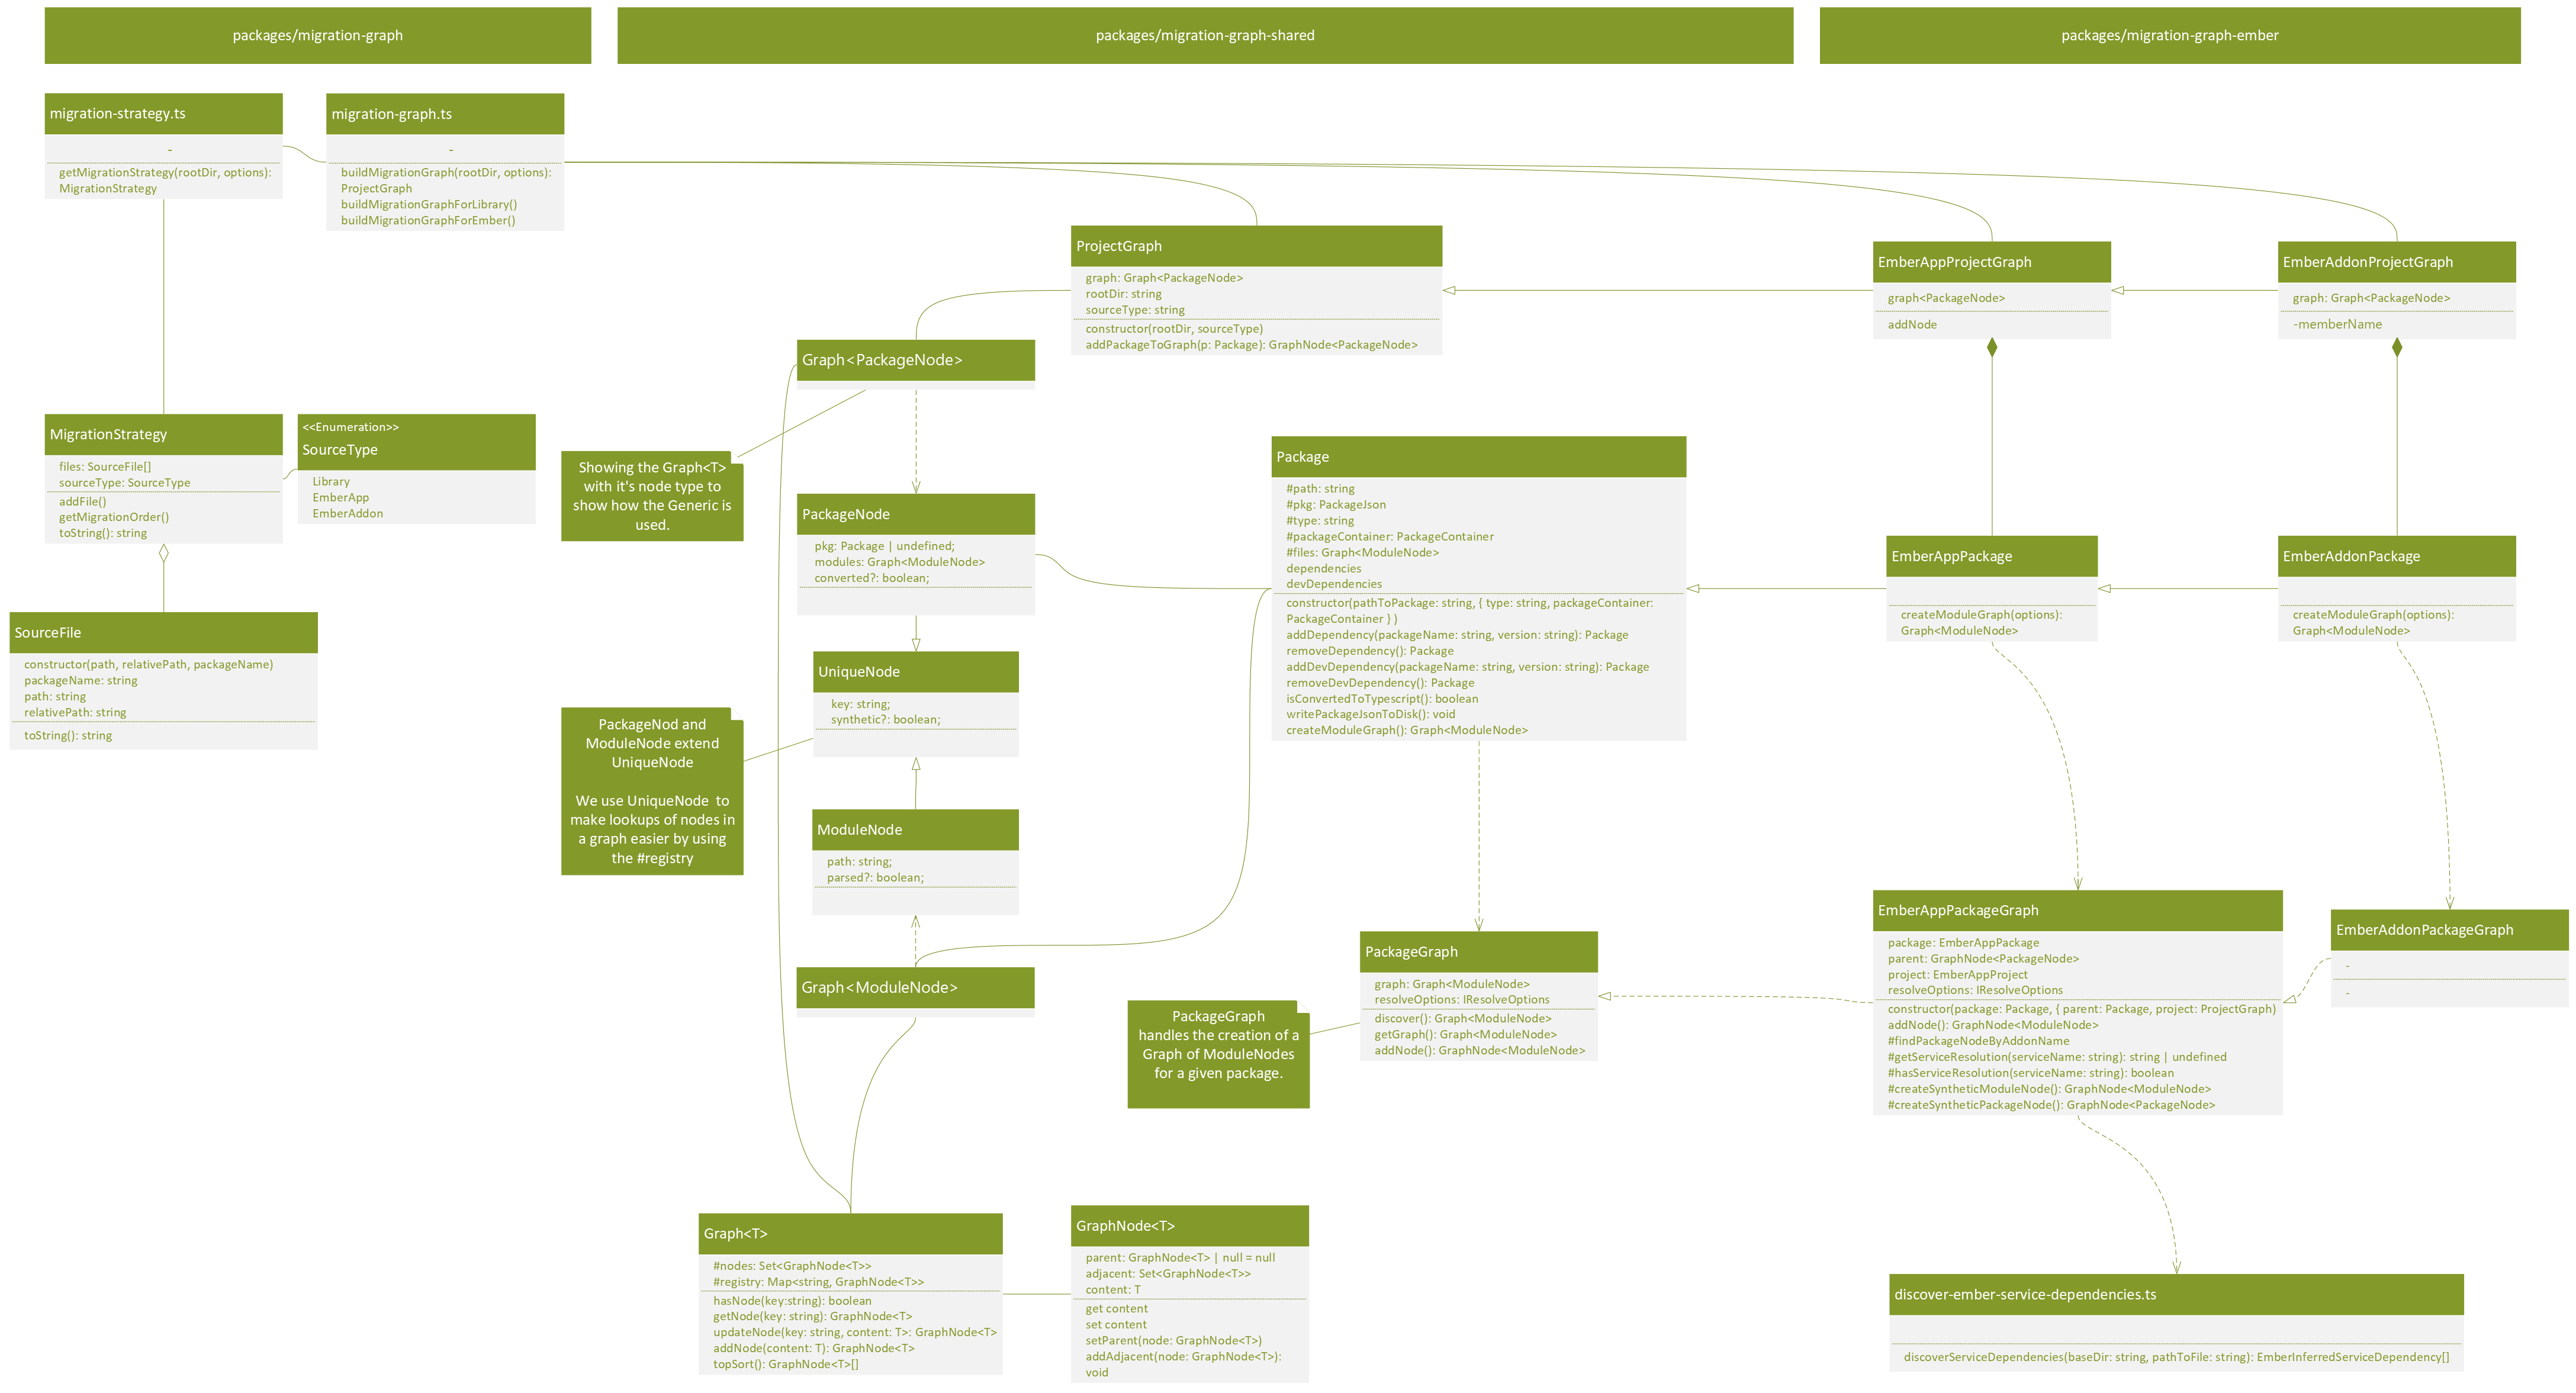 packages/migration-graph
packages/migration-graph-shared
packages/migration-graph-ember
migration-strategy.ts
-
getMigrationStrategy(rootDir, options):
MigrationStrategy
migration-graph.ts
-
buildMigrationGraph(rootDir, options):
ProjectGraph
buildMigrationGraphForLibrary()
buildMigrationGraphForEmber()
ProjectGraph
graph: Graph<PackageNode>
rootDir: string
sourceType: string
constructor(rootDir, sourceType)
addPackageToGraph(p: Package): GraphNode<PackageNode>
EmberAppProjectGraph
graph<PackageNode>
addNode
EmberAddonProjectGraph
graph: Graph<PackageNode>
-memberName
Graph<PackageNode>
MigrationStrategy
files: SourceFile[]
sourceType: SourceType
addFile()
getMigrationOrder()
toString(): string
<<Enumeration>>
SourceType
Library
EmberApp
EmberAddon
Showing the Graph<T>
with it's node type to
show how the Generic is
used.
PackageNode
pkg: Package | undefined;
modules: Graph<ModuleNode>
converted?: boolean;
Package
#path: string
#pkg: PackageJson
#type: string
#packageContainer: PackageContainer
#files: Graph<ModuleNode>
dependencies
devDependencies
constructor(pathToPackage: string, { type: string, packageContainer:
PackageContainer } )
addDependency(packageName: string, version: string): Package
removeDependency(): Package
addDevDependency(packageName: string, version: string): Package
removeDevDependency(): Package
isConvertedToTypescript(): boolean
writePackageJsonToDisk(): void
createModuleGraph(): Graph<ModuleNode>
EmberAppPackage
createModuleGraph(options):
Graph<ModuleNode>
EmberAddonPackage
createModuleGraph(options):
Graph<ModuleNode>
SourceFile
constructor(path, relativePath, packageName)
packageName: string
path: string
relativePath: string
toString(): string
UniqueNode
key: string;
synthetic?: boolean;
PackageNod and
ModuleNode extend
UniqueNode
We use UniqueNode  to
make lookups of nodes in
a graph easier by using
the #registry
ModuleNode
path: string;
parsed?: boolean;
Graph<ModuleNode>
PackageGraph
graph: Graph<ModuleNode>
resolveOptions: IResolveOptions
discover(): Graph<ModuleNode>
getGraph(): Graph<ModuleNode>
addNode(): GraphNode<ModuleNode>
PackageGraph
handles the creation of a
Graph of ModuleNodes
for a given package.
EmberAppPackageGraph
package: EmberAppPackage
parent: GraphNode<PackageNode>
project: EmberAppProject
resolveOptions: IResolveOptions
constructor(package: Package, { parent: Package, project: ProjectGraph)
addNode(): GraphNode<ModuleNode>
#findPackageNodeByAddonName
#getServiceResolution(serviceName: string): string | undefined
#hasServiceResolution(serviceName: string): boolean
#createSyntheticModuleNode(): GraphNode<ModuleNode>
#createSyntheticPackageNode(): GraphNode<PackageNode>
EmberAddonPackageGraph
-
-
Graph<T>
#nodes: Set<GraphNode<T>>
#registry: Map<string, GraphNode<T>>
hasNode(key:string): boolean
getNode(key: string): GraphNode<T>
updateNode(key: string, content: T>: GraphNode<T>
addNode(content: T): GraphNode<T>
topSort(): GraphNode<T>[]
GraphNode<T>
parent: GraphNode<T> | null = null
adjacent: Set<GraphNode<T>>
content: T
get content
set content
setParent(node: GraphNode<T>)
addAdjacent(node: GraphNode<T>):
void
discover-ember-service-dependencies.ts
discoverServiceDependencies(baseDir: string, pathToFile: string): EmberInferredServiceDependency[]